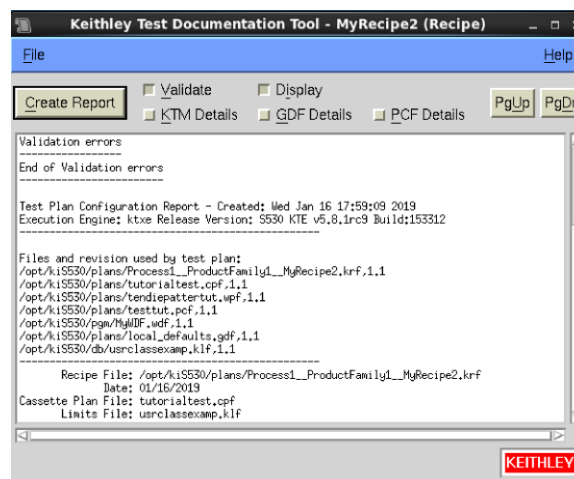 Keithley Test Documentation Tool - MyRecipe2 (Recipe)
File Help
Create Report
Validate Display
KTM Details GDF Details PCF Details
PgUp PgDn
Validation errors
-----------------
End of Validation errors
------------------------
Test Plan Configuration Report - Created: Wed Jan 16 17:59:09 2019
Execution Engine: ktxe Release Version: S530 KTE v5.8.1rc9 Build:153312
--------------------------------------------------
Files and revision used by test plan:
/opt/kiS530/plans/Process1__ProductFamily1__MyRecipe2.krf,1.1
/opt/kiS530/plans/tutorialtest.cpf,1.1
/opt/kiS530/plans/tendiepattertut.wpf,1.1
/opt/kiS530/plans/testtut.pcf,1.1
/opt/kiS530/pgm/MyWDF.wdf,1.1
/opt/kiS530/plans/local_defaults.gdf,1.1
/opt/kiS530/db/usrclassexamp.klf,1.1
--------------------------------------------------
Recipe File: /opt/kiS530/plans/Process1__ProductFamily1__MyRecipe2.krf
Date: 01/16/2019
Cassette Plan File: tutorialtest.cpf
Limits File: usrclassexamp.klf
KEITHLEY